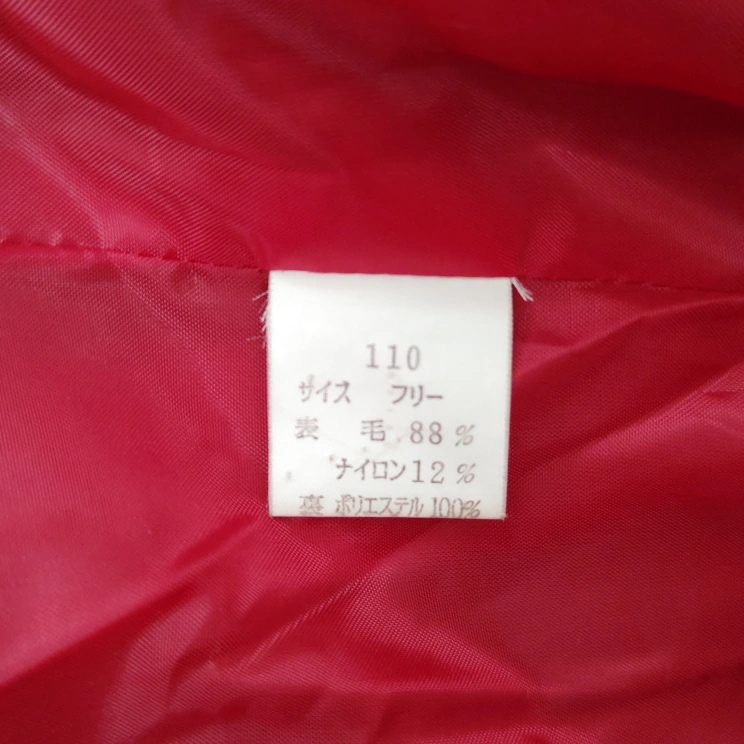 110
サイズ フリー
表 毛 88%
ナイロン12%
裏 ポリエステル100%